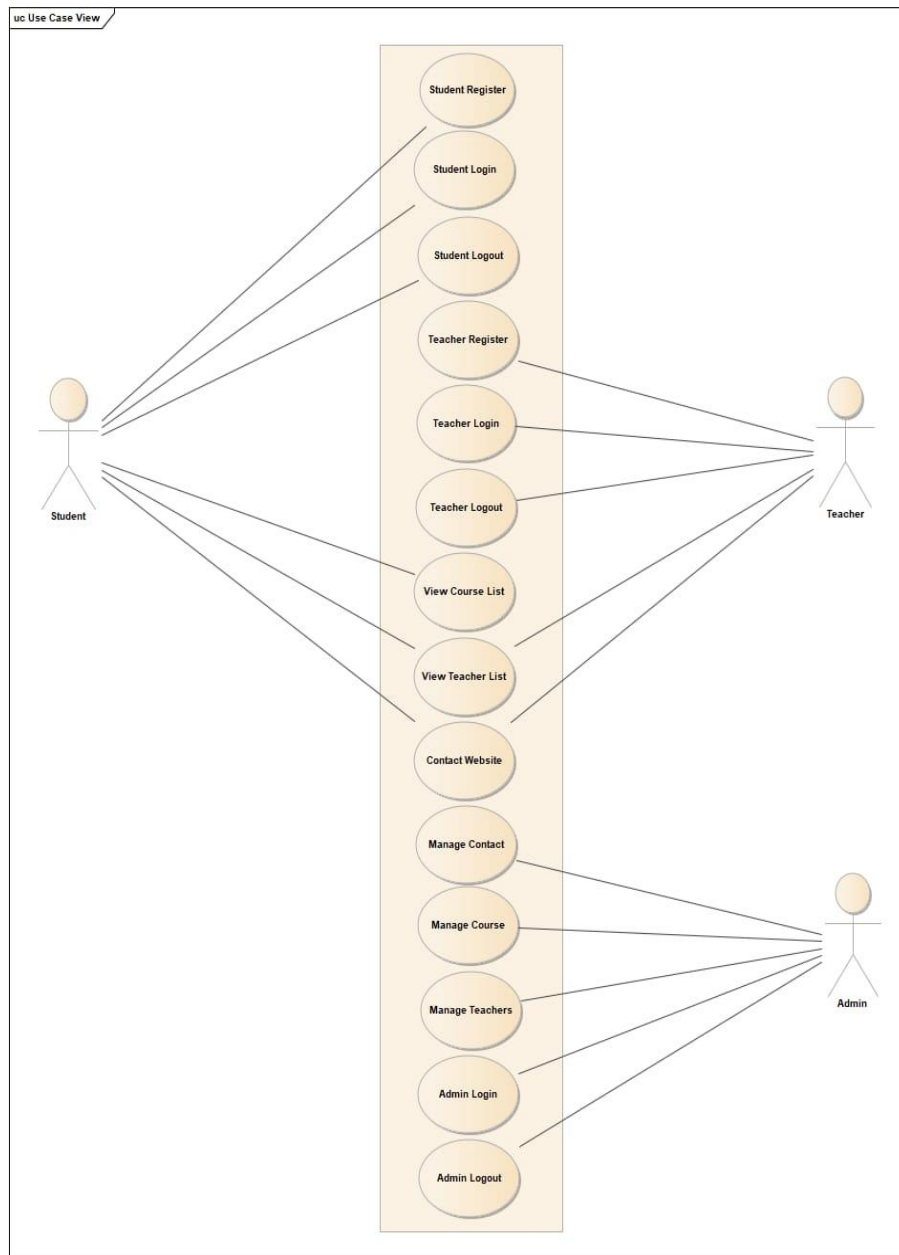 uc Use Case View
Student Register
Student Login
Student Logout
Teacher Register
Teacher Login
Teacher Logout
Student
Teacher
View Course List
View Teacher List
Contact Website
Manage Contact
Manage Course
Manage Teachers
Admin
Admin Login
Admin Logout